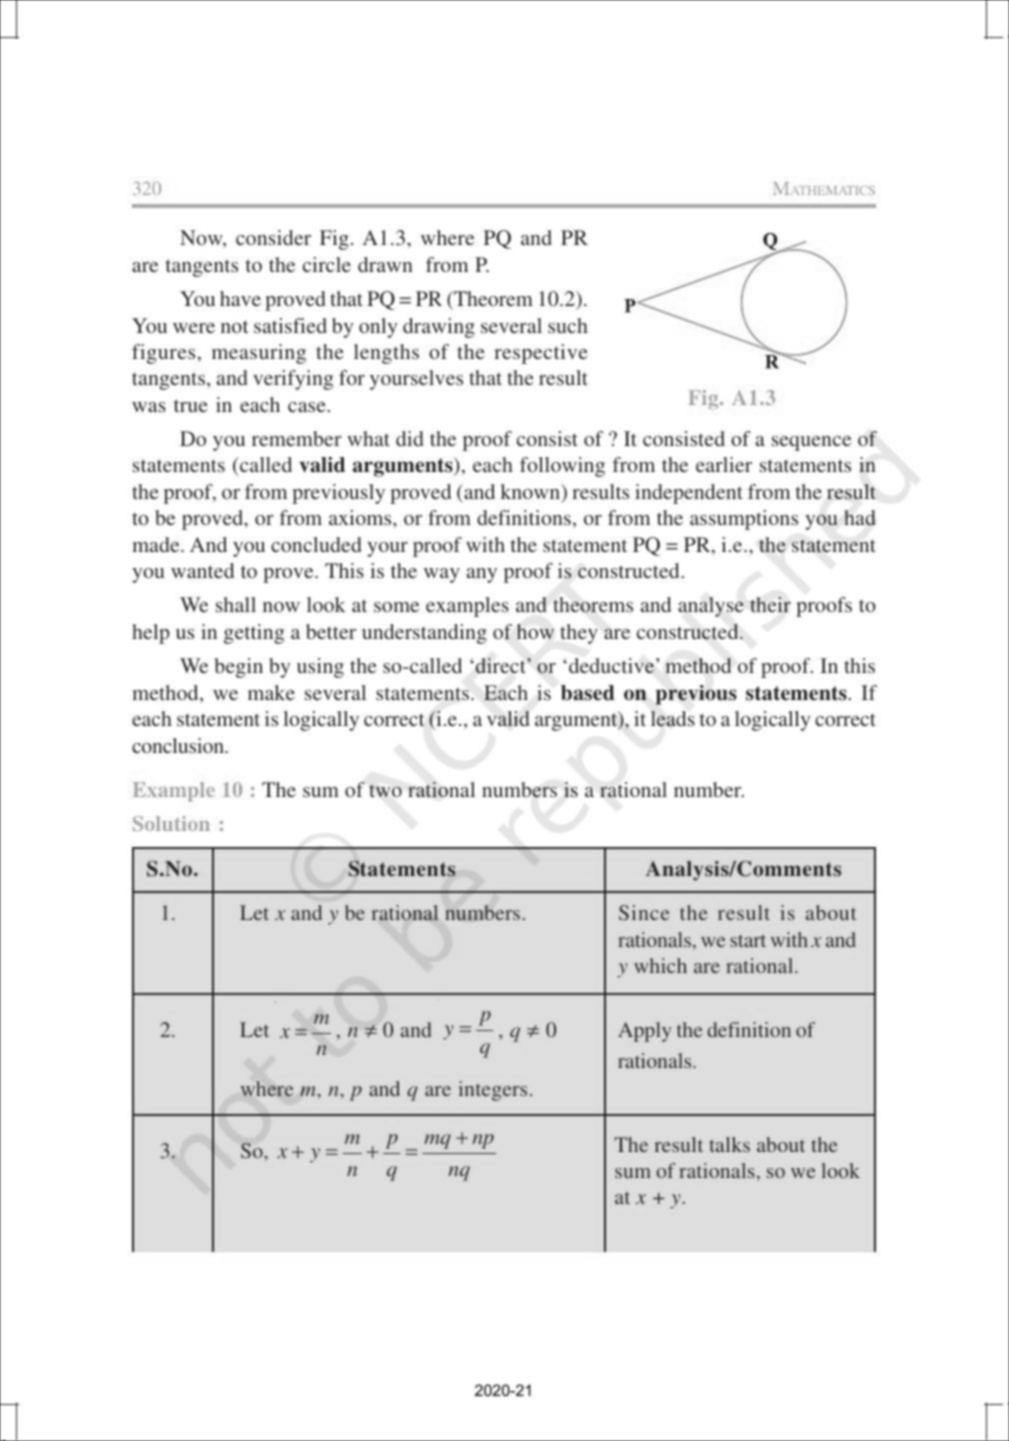 320
MATHEMATICS
Now, consider Fig. A1.3, where PQ and PR
are tangents to the circle drawn from P.
You have proved that PQ = PR (Theorem 10.2).
You were not satisfied by only drawing several such
figures, measuring the lengths of the respective
tangents, and verifying for yourselves that the result
was true in each case.
Q
P
R
Fig. A1.3
Do you remember what did the proof consist of ? It consisted of a sequence of
statements (called valid arguments), each following from the earlier statements in
the proof, or from previously proved (and known) results independent from the result
to be proved, or from axioms, or from definitions, or from the assumptions you had
made. And you concluded your proof with the statement PQ = PR, i.e., the statement
you wanted to prove. This is the way any proof is constructed.
We shall now look at some examples and theorems and analyse their proofs to
help us in getting a better understanding of how they are constructed.
We begin by using the so-called ‘direct’ or ‘deductive’ method of proof. In this
method, we make several statements. Each is based on previous statements. If
each statement is logically correct (i.e., a valid argument), it leads to a logically correct
conclusion.
Example 10 : The sum of two rational numbers is a rational number.
Solution :
S.No. Statements Analysis/Comments
1. Let x and y be rational numbers. Since the result is about
rationals, we start with x and
y which are rational.
2. Let x = m/n, n ≠ 0 and y = p/q, q ≠ 0
where m, n, p and q are integers.
Apply the definition of
rationals.
3. So, x + y = m/n + p/q = (mq + np)/nq
The result talks about the
sum of rationals, so we look
at x + y.
© NCERT
not to be republished
2020-21